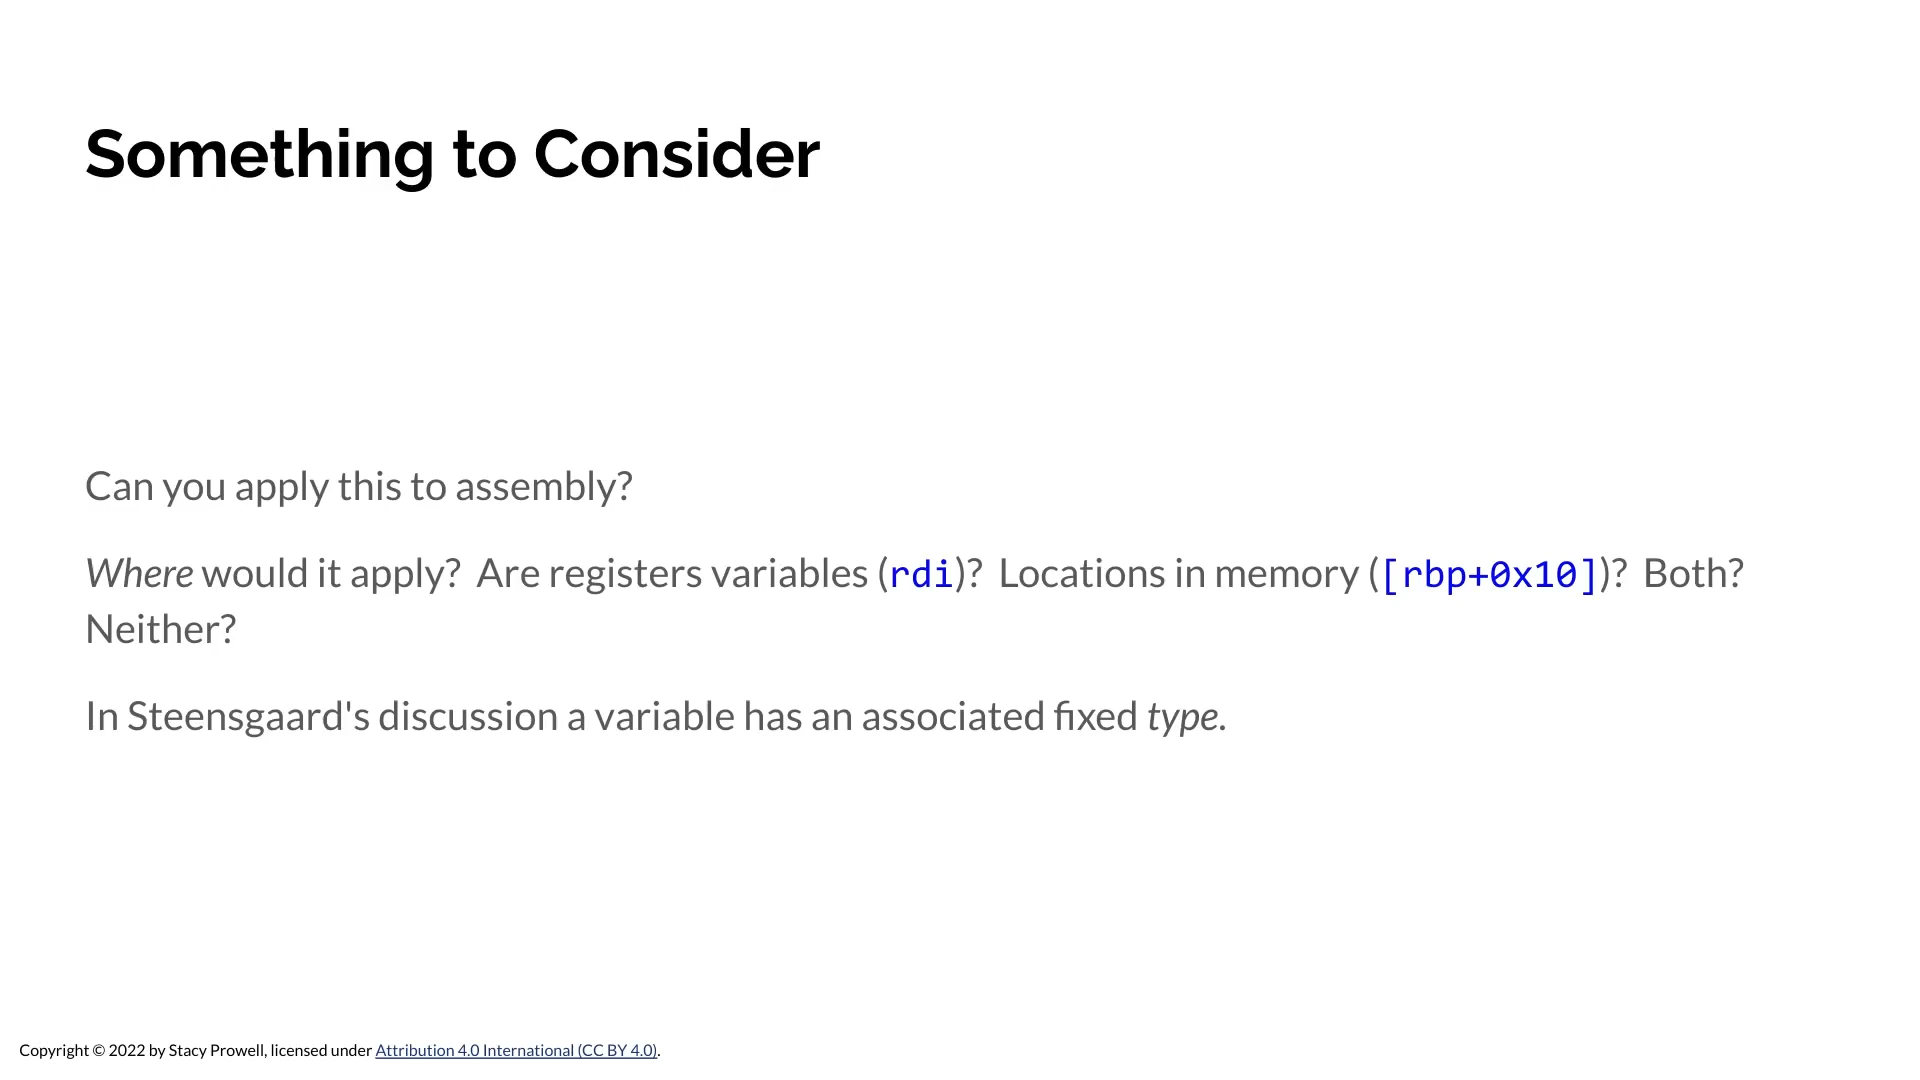 Something to Consider
Can you apply this to assembly?
Where would it apply?  Are registers variables (rdi)?  Locations in memory ([rbp+0x10])?  Both?
Neither?
In Steensgaard's discussion a variable has an associated fixed type.
Copyright © 2022 by Stacy Prowell, licensed under Attribution 4.0 International (CC BY 4.0).